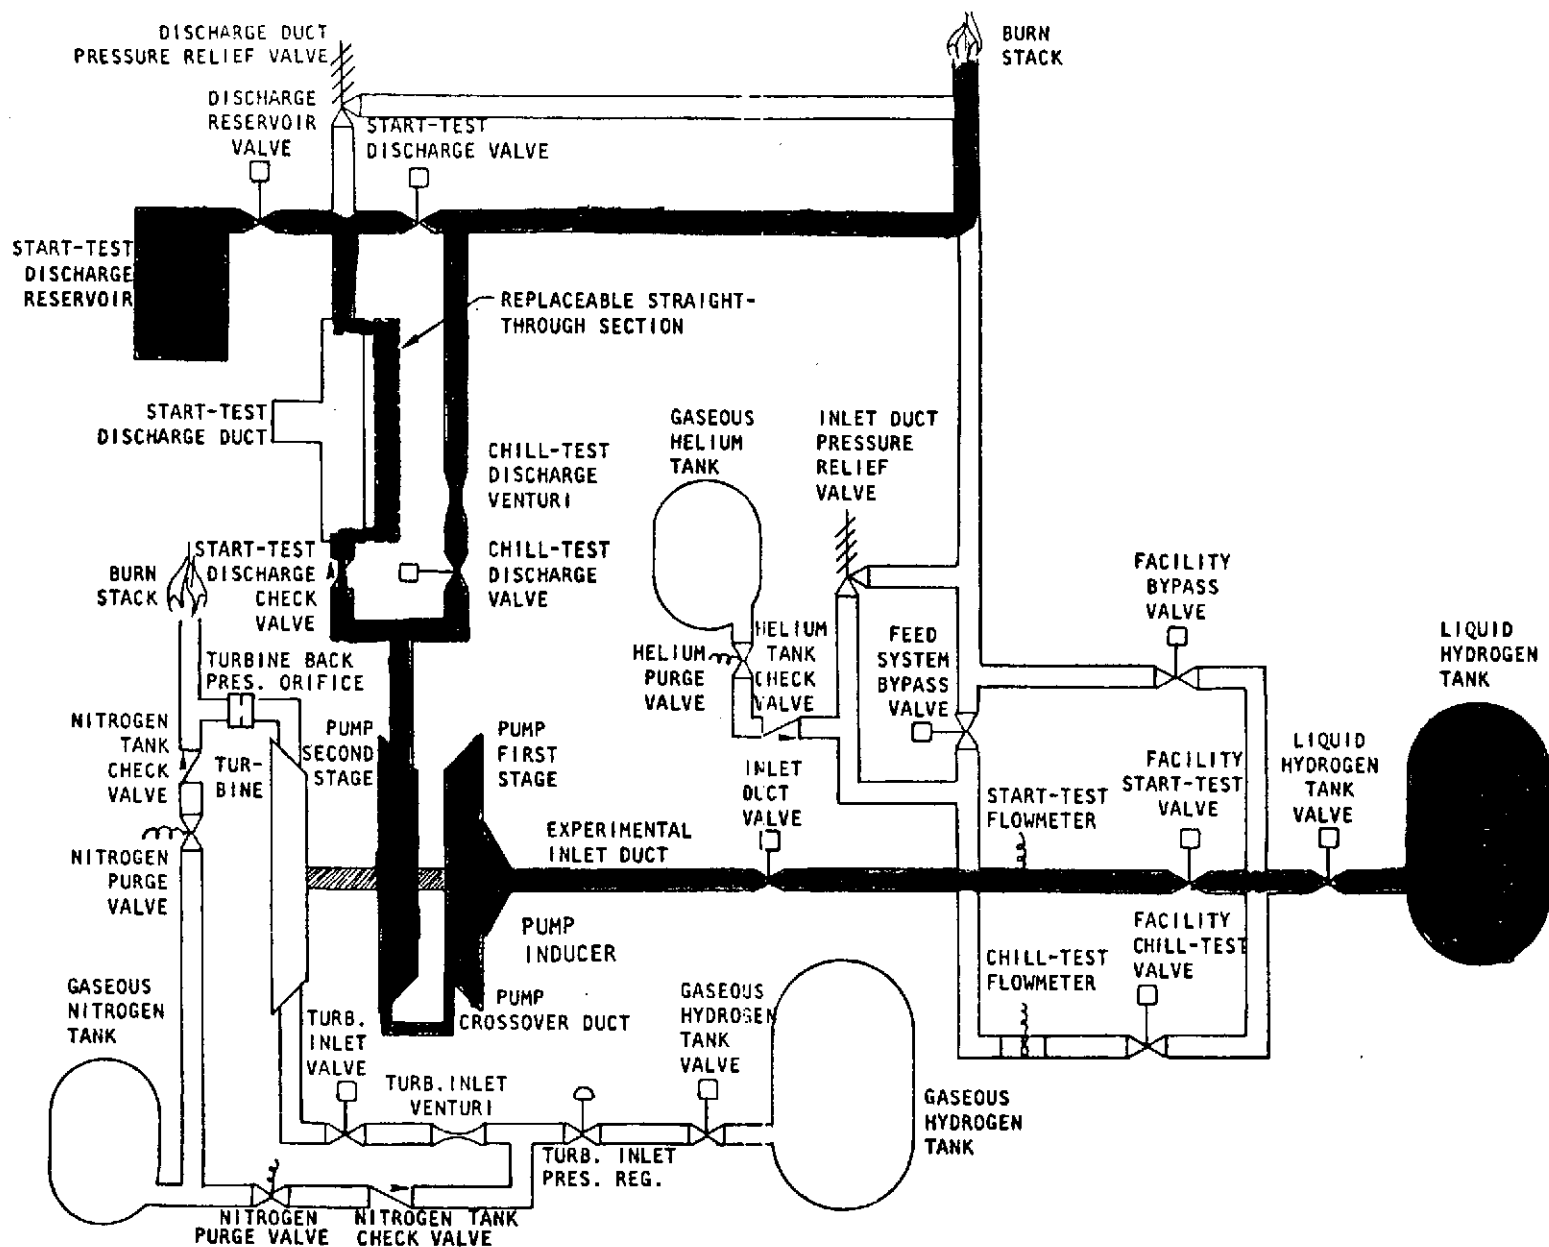 DISCHARGE DUCT
PRESSURE RELIEF VALVE
BURN
STACK
DISCHARGE
RESERVOIR
VALVE
START-TEST
DISCHARGE VALVE
START-TEST
DISCHARGE
RESERVOIR
REPLACEABLE STRAIGHT-
THROUGH SECTION
START-TEST
DISCHARGE DUCT
GASEOUS
HELIUM
TANK
INLET DUCT
PRESSURE
RELIEF
VALVE
CHILL-TEST
DISCHARGE
VENTURI
START-TEST
DISCHARGE
CHECK
VALVE
CHILL-TEST
DISCHARGE
VALVE
BURN
STACK
FACILITY
BYPASS
VALVE
LIQUID
HYDROGEN
TANK
HELIUM
TANK
CHECK
VALVE
FEED
SYSTEM
BYPASS
VALVE
HELIUM
PURGE
VALVE
TURBINE BACK
PRES. ORIFICE
NITROGEN
TANK
CHECK
VALVE
TUR-
BINE
PUMP
SECOND
STAGE
PUMP
FIRST
STAGE
INLET
DUCT
VALVE
START-TEST
FLOWMETER
FACILITY
START-TEST
VALVE
LIQUID
HYDROGEN
TANK
VALVE
EXPERIMENTAL
INLET DUCT
NITROGEN
PURGE
VALVE
PUMP
INDUCER
FACILITY
CHILL-TEST
VALVE
CHILL-TEST
FLOWMETER
GASEOUS
NITROGEN
TANK
PUMP
CROSSOVER DUCT
GASEOUS
HYDROGEN
TANK
VALVE
TURB.
INLET
VALVE
TURB. INLET
VENTURI
GASEOUS
HYDROGEN
TANK
TURB. INLET
PRES. REG.
NITROGEN
PURGE VALVE
NITROGEN TANK
CHECK VALVE